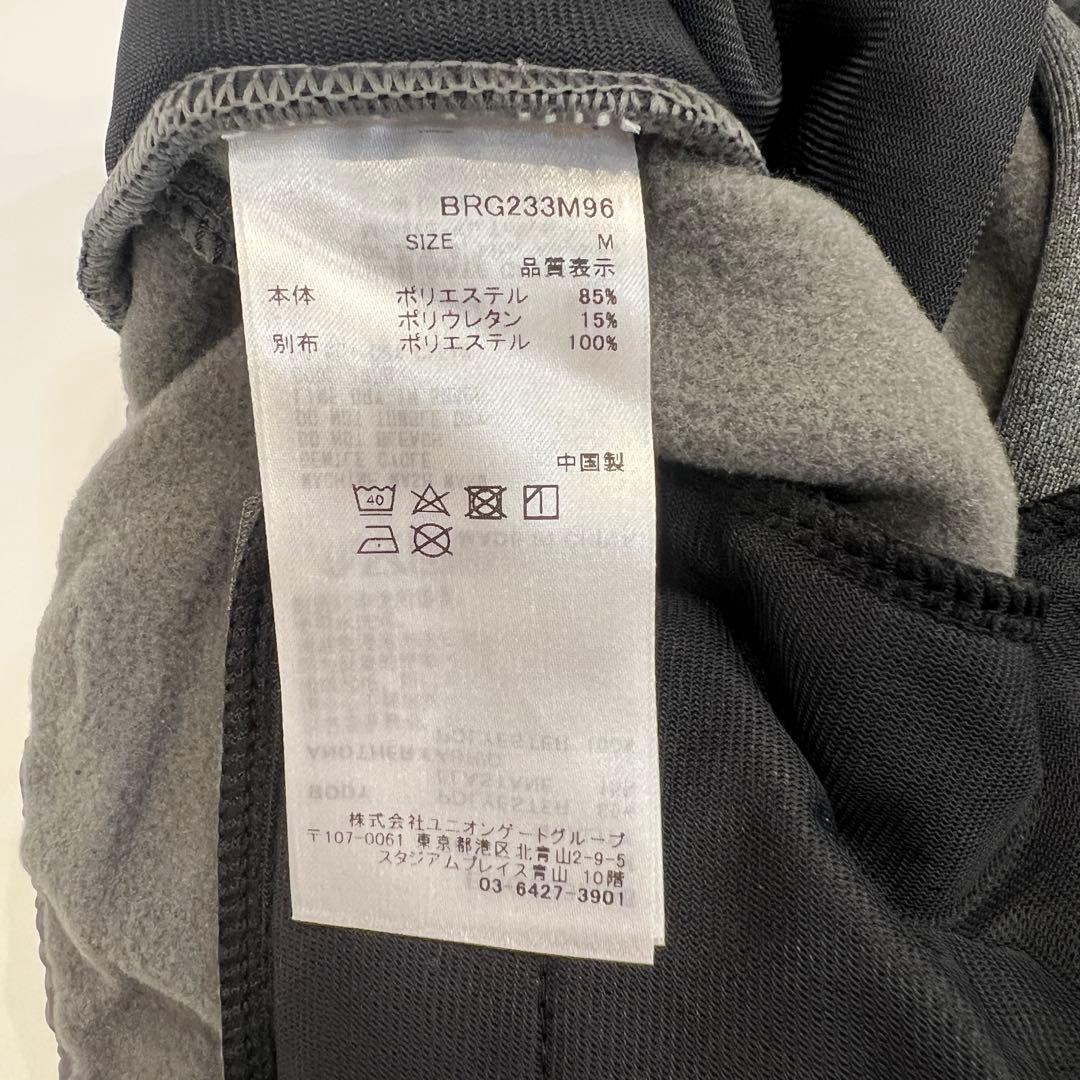 BRG233M96
SIZE M
品質表示
本体 ポリエステル 85%
ポリウレタン 15%
別布 ポリエステル 100%
中国製
40
株式会社ユニオンゲートグループ
〒107-0061 東京都港区北青山2-9-5
スタジアムプレイス青山 10階
03-6427-3901